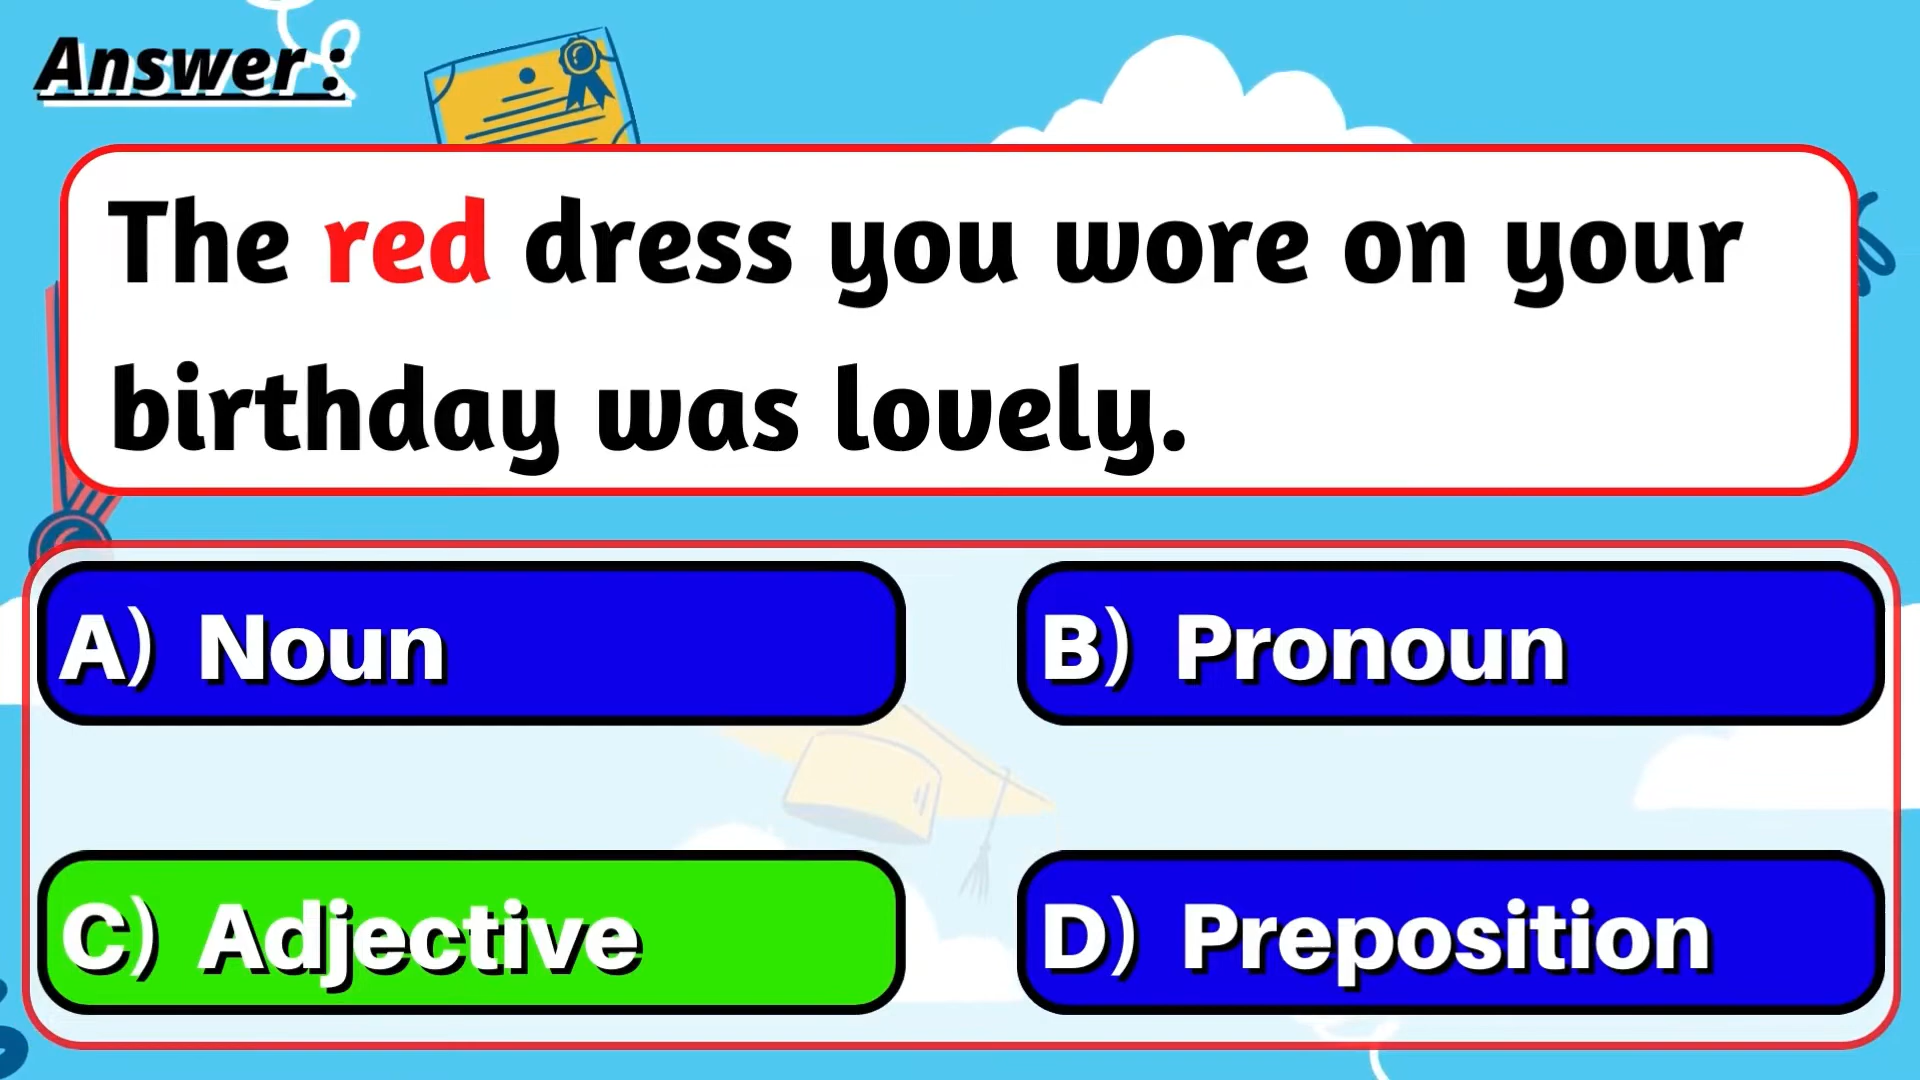 Answer :
The red dress you wore on your
birthday was lovely.
A) Noun
B) Pronoun
C) Adjective
D) Preposition